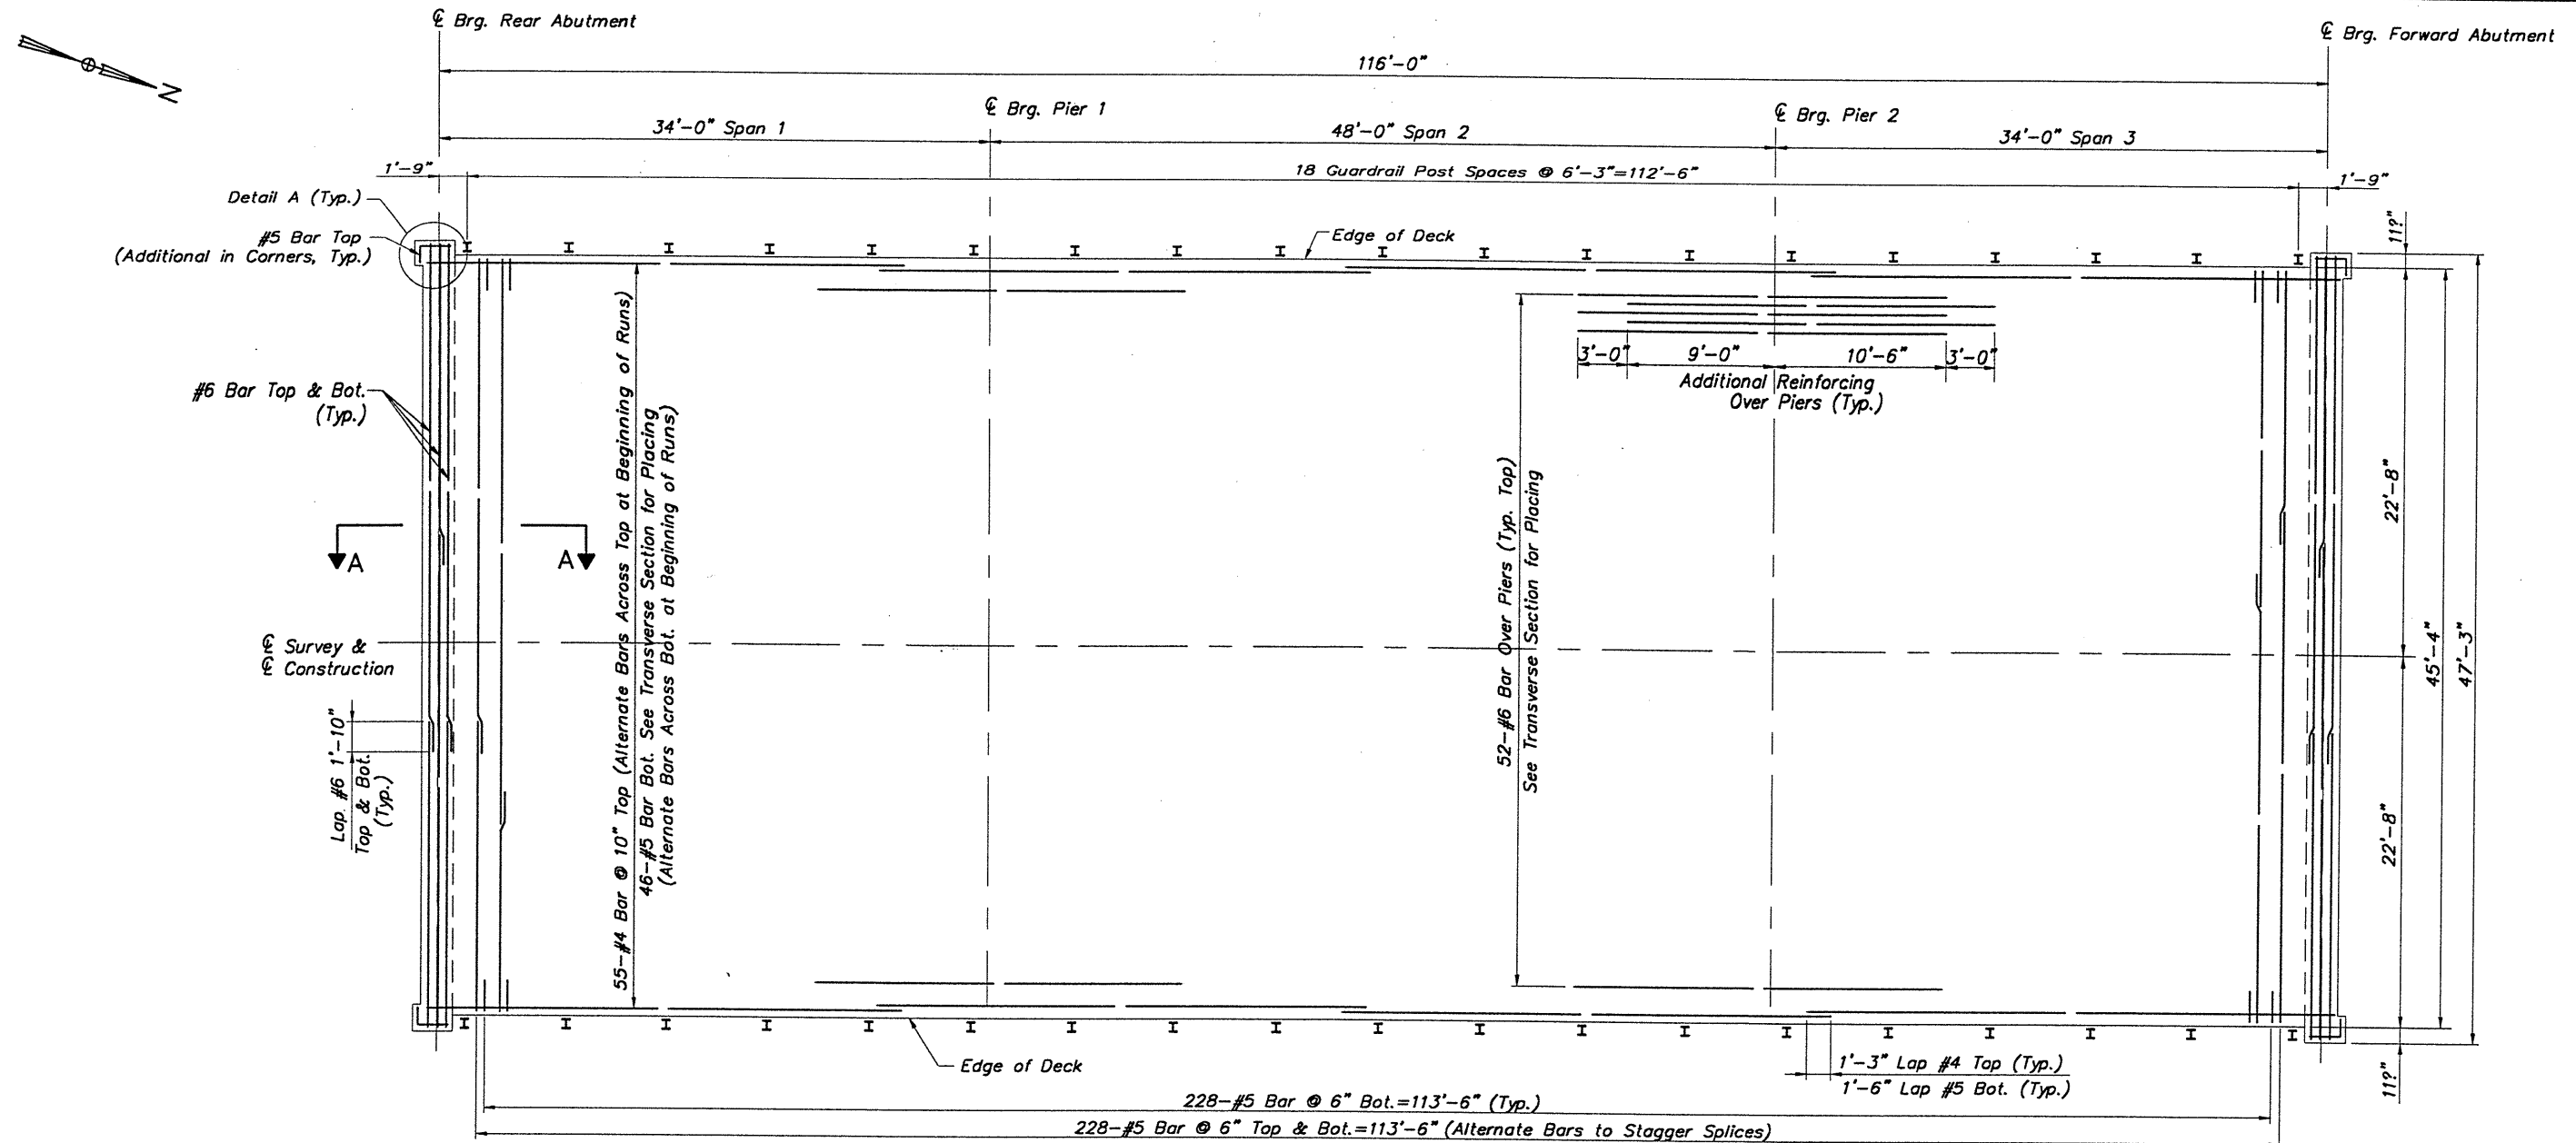 ℄ Brg. Rear Abutment
℄ Brg. Forward Abutment
N
116'-0"
℄ Brg. Pier 1
℄ Brg. Pier 2
34'-0" Span 1
48'-0" Span 2
34'-0" Span 3
1'-9"
18 Guardrail Post Spaces @ 6'-3"=112'-6"
1'-9"
Detail A (Typ.)
#5 Bar Top
(Additional in Corners, Typ.)
Edge of Deck
11?"
3'-0"
9'-0"
10'-6"
3'-0"
Additional Reinforcing
Over Piers (Typ.)
#6 Bar Top & Bot.
(Typ.)
55-#4 Bar @ 10" Top (Alternate Bars Across Top at Beginning of Runs)
46-#5 Bar Bot. See Transverse Section for Placing
(Alternate Bars Across Bot. at Beginning of Runs)
52-#6 Bar Over Piers (Typ. Top)
See Transverse Section for Placing
22'-8"
A
A
℄ Survey &
℄ Construction
45'-4"
47'-3"
Lap #6 1'-10"
Top & Bot.
(Typ.)
22'-8"
Edge of Deck
1'-3" Lap #4 Top (Typ.)
1'-6" Lap #5 Bot. (Typ.)
11?"
228-#5 Bar @ 6" Bot.=113'-6" (Typ.)
228-#5 Bar @ 6" Top & Bot.=113'-6" (Alternate Bars to Stagger Splices)